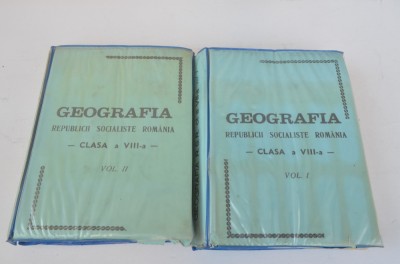 GEOGRAFIA
REPUBLICII SOCIALISTE ROMÂNIA
— CLASA a VIII-a —
VOL. II
GEOGRAFIA
REPUBLICII SOCIALISTE ROMÂNIA
— CLASA a VIII-a —
VOL. I